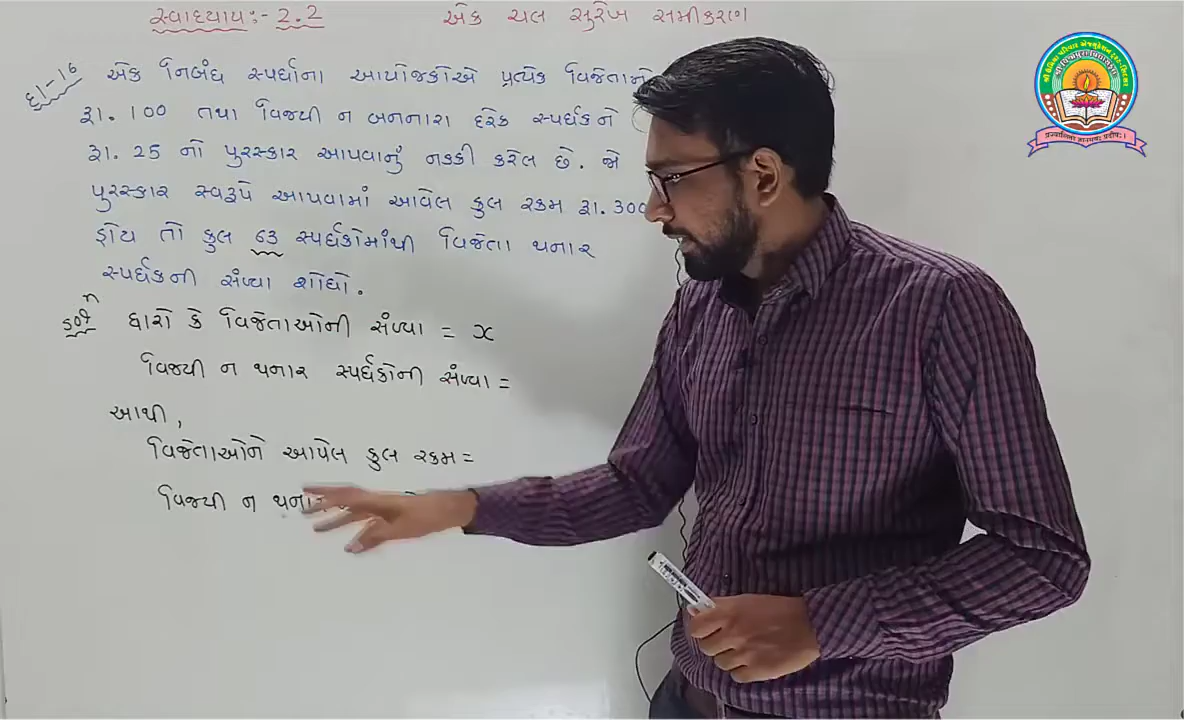 સ્વાધ્યાય:- 2.2 એક ચલ સુરેખ સમીકરણ
દા-16 એક નિબંધ સ્પર્ધાના આયોજકોએ પ્રત્યેક વિજેતાને
રૂા. 100 તથા વિજયી ન બનનારા દરેક સ્પર્ધકને
રૂા. 25 નો પુરસ્કાર આપવાનું નક્કી કરેલ છે. જો
પુરસ્કાર સ્વરૂપે આપવામાં આવેલ કુલ રકમ રૂા. 300
હોય તો કુલ 63 સ્પર્ધકોમાંથી વિજેતા થનાર
સ્પર્ધકની સંખ્યા શોધો.
solⁿ ધારો કે વિજેતાઓની સંખ્યા = x
વિજયી ન થનાર સ્પર્ધકોની સંખ્યા =
આથી,
વિજેતાઓને આપેલ કુલ રકમ =
વિજયી ન થનાર